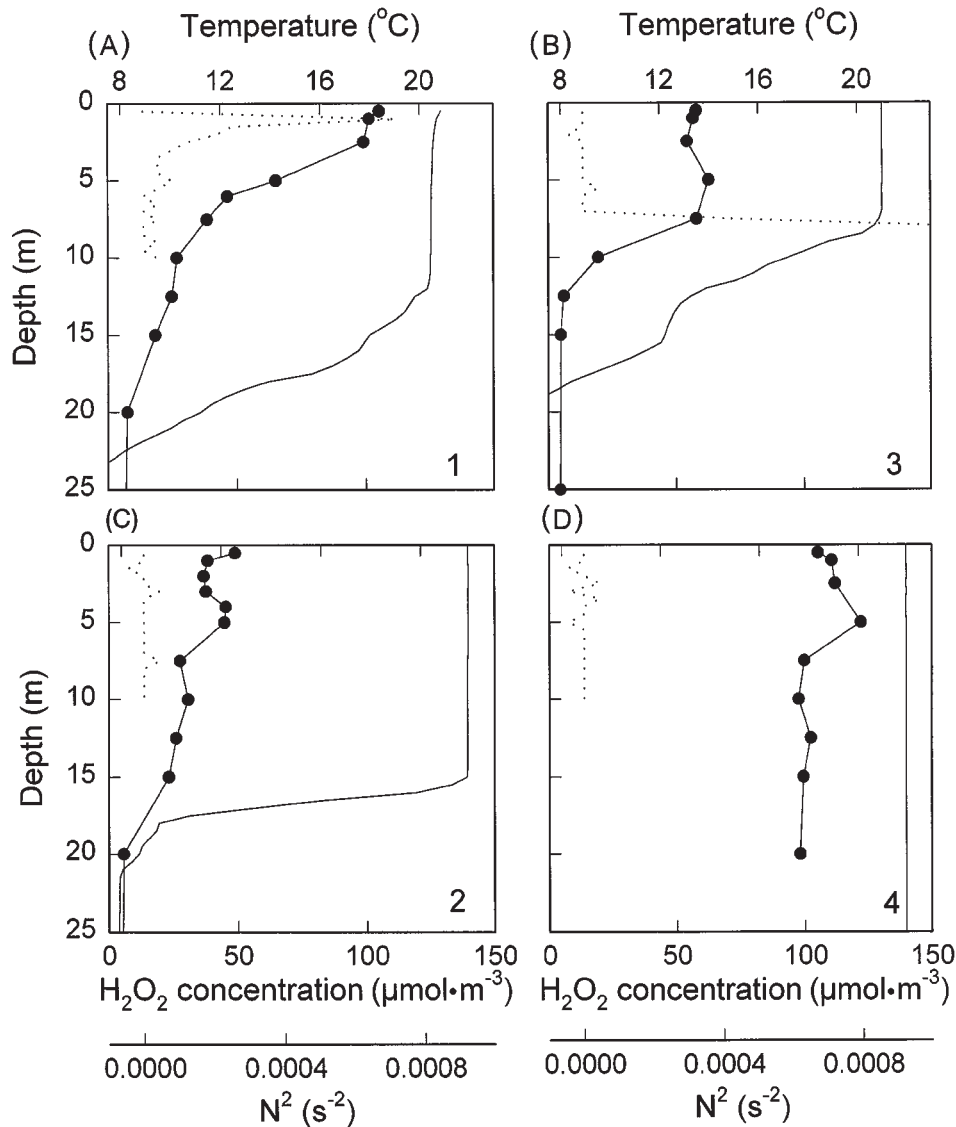 Temperature (°C)
Temperature (°C)
(A)
8 12 16 20
(B)
8 12 16 20
0
5
10
15
20
25
Depth (m)
1
3
(C)
(D)
0
5
10
15
20
25
Depth (m)
2
4
0 50 100 150
0 50 100 150
H₂O₂ concentration (μmol•m⁻³)
H₂O₂ concentration (μmol•m⁻³)
0.0000 0.0004 0.0008
0.0000 0.0004 0.0008
N² (s⁻²)
N² (s⁻²)